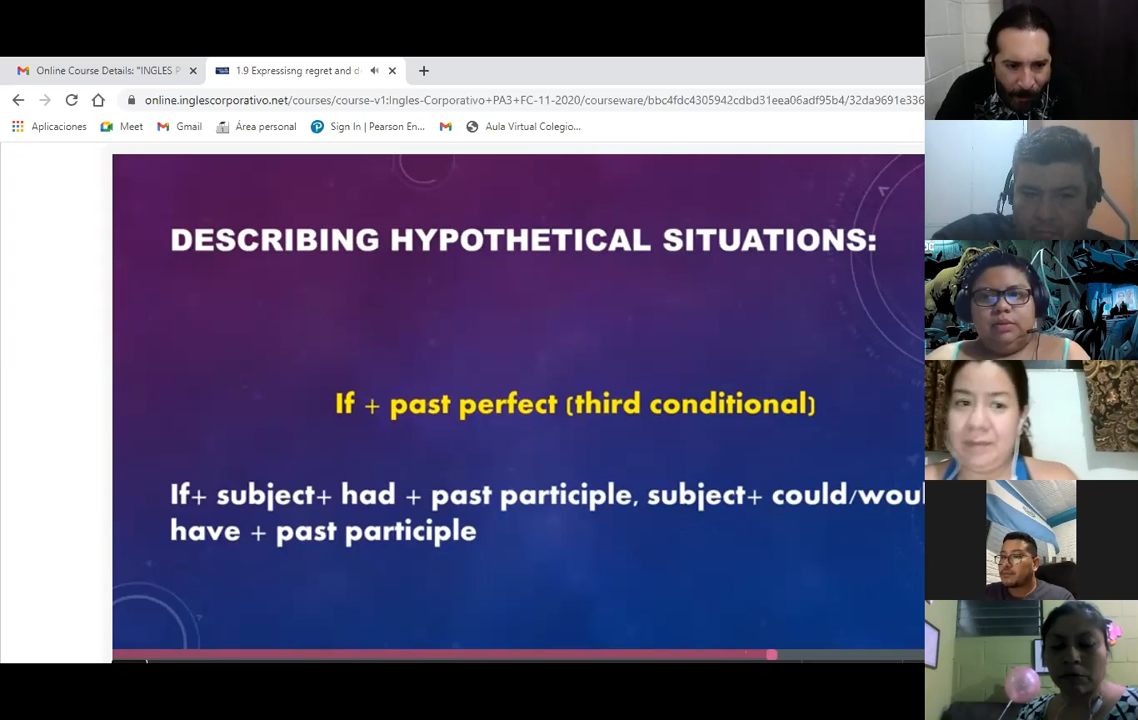 Online Course Details: "INGLES P
1.9 Expressisng regret and d
online.inglescorporativo.net/courses/course-v1:Ingles-Corporativo+PA3+FC-11-2020/courseware/bbc4fdc4305942cdbd31eea06adf95b4/32da9691e336
Aplicaciones Meet Gmail Área personal Sign In | Pearson En... Aula Virtual Colegio...
DESCRIBING HYPOTHETICAL SITUATIONS:
If + past perfect (third conditional)
If+ subject+ had + past participle, subject+ could/woul
have + past participle